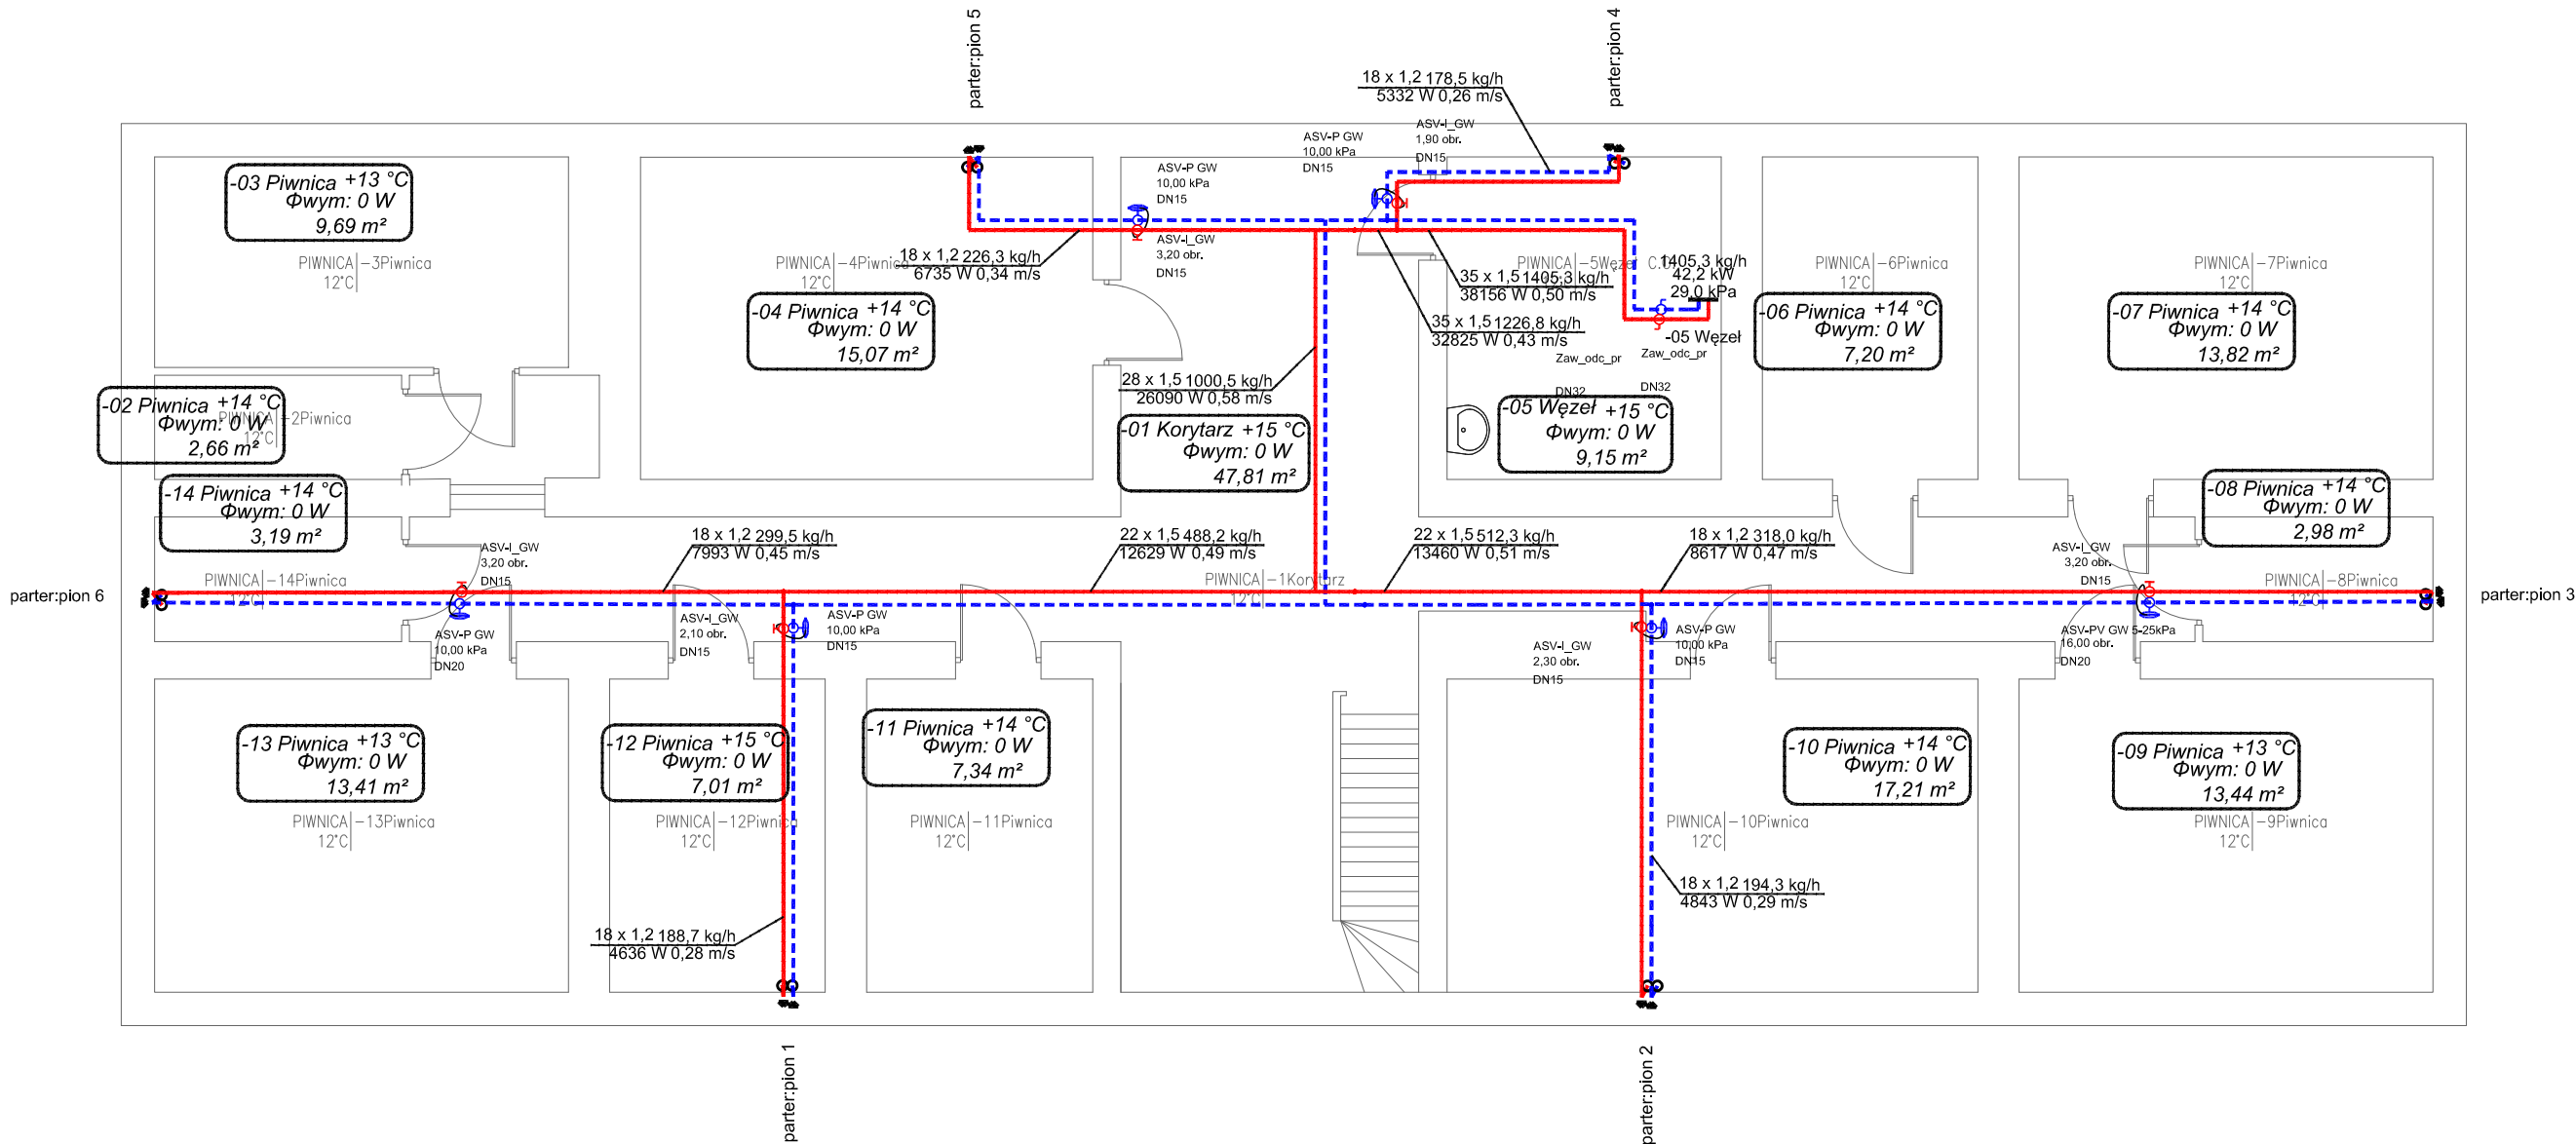 parter:pion 5
parter:pion 4
18 x 1,2 178,5 kg/h
5332 W 0,26 m/s
ASV-P GW
10,00 kPa
DN15
ASV-I_GW
1,90 obr.
DN15
ASV-P GW
10,00 kPa
DN15
ASV-I_GW
3,20 obr.
DN15
-03 Piwnica +13 °C
Φwym: 0 W
9,69 m²
PIWNICA -3Piwnica
12°C
18 x 1,2 226,3 kg/h
6735 W 0,34 m/s
PIWNICA -4Piwnica
12°C
-04 Piwnica +14 °C
Φwym: 0 W
15,07 m²
PIWNICA -5Węzeł C.O.
35 x 1,5 1405,3 kg/h
38156 W 0,50 m/s
35 x 1,5 1226,8 kg/h
32825 W 0,43 m/s
1405,3 kg/h
42,2 kW
29,0 kPa
-05 Węzeł
Zaw_odc_pr
DN32
Zaw_odc_pr
DN32
PIWNICA -6Piwnica
12°C
-06 Piwnica +14 °C
Φwym: 0 W
7,20 m²
PIWNICA -7Piwnica
12°C
-07 Piwnica +14 °C
Φwym: 0 W
13,82 m²
28 x 1,5 1000,5 kg/h
26090 W 0,58 m/s
-02 Piwnica +14 °C
Φwym: 0 W
2,66 m²
PIWNICA -2Piwnica
12°C
-01 Korytarz +15 °C
Φwym: 0 W
47,81 m²
-05 Węzeł +15 °C
Φwym: 0 W
9,15 m²
-14 Piwnica +14 °C
Φwym: 0 W
3,19 m²
-08 Piwnica +14 °C
Φwym: 0 W
2,98 m²
18 x 1,2 299,5 kg/h
7993 W 0,45 m/s
22 x 1,5 488,2 kg/h
12629 W 0,49 m/s
22 x 1,5 512,3 kg/h
13460 W 0,51 m/s
18 x 1,2 318,0 kg/h
8617 W 0,47 m/s
ASV-I_GW
3,20 obr.
DN15
ASV-I_GW
3,20 obr.
DN15
parter:pion 6
PIWNICA -14Piwnica
12°C
PIWNICA -1Korytarz
12°C
PIWNICA -8Piwnica
12°C
parter:pion 3
ASV-P GW
10,00 kPa
DN20
ASV-I_GW
2,10 obr.
DN15
ASV-P GW
10,00 kPa
DN15
ASV-I_GW
2,30 obr.
DN15
ASV-P GW
10,00 kPa
DN15
ASV-PV GW 5-25kPa
16,00 obr.
DN20
-13 Piwnica +13 °C
Φwym: 0 W
13,41 m²
PIWNICA -13Piwnica
12°C
-12 Piwnica +15 °C
Φwym: 0 W
7,01 m²
PIWNICA -12Piwnica
12°C
-11 Piwnica +14 °C
Φwym: 0 W
7,34 m²
PIWNICA -11Piwnica
12°C
-10 Piwnica +14 °C
Φwym: 0 W
17,21 m²
PIWNICA -10Piwnica
12°C
-09 Piwnica +13 °C
Φwym: 0 W
13,44 m²
PIWNICA -9Piwnica
12°C
18 x 1,2 194,3 kg/h
4843 W 0,29 m/s
18 x 1,2 188,7 kg/h
4636 W 0,28 m/s
parter:pion 1
parter:pion 2